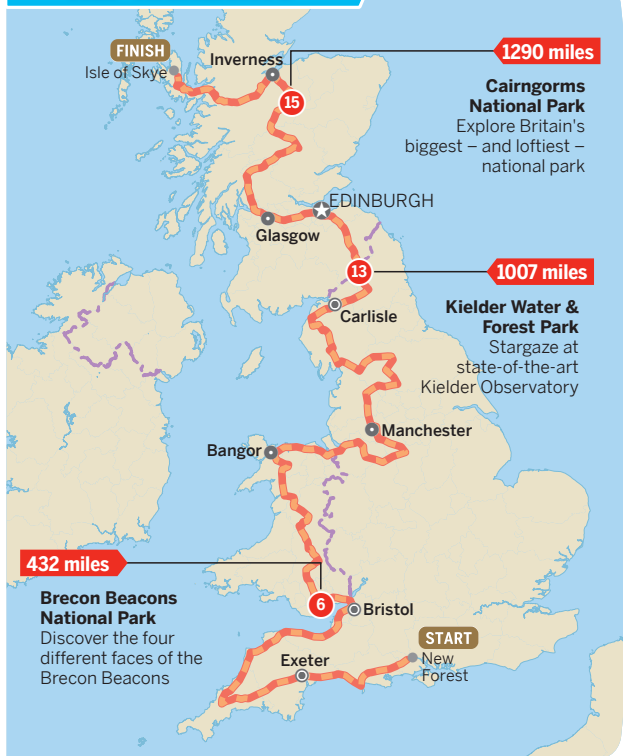 FINISH
Isle of Skye
Inverness
15
1290 miles
Cairngorms
National Park
Explore Britain's
biggest – and loftiest –
national park
EDINBURGH
Glasgow
13
1007 miles
Carlisle
Kielder Water &
Forest Park
Stargaze at
state-of-the-art
Kielder Observatory
Manchester
Bangor
432 miles
6
Brecon Beacons
National Park
Discover the four
different faces of the
Brecon Beacons
Bristol
START
New
Forest
Exeter